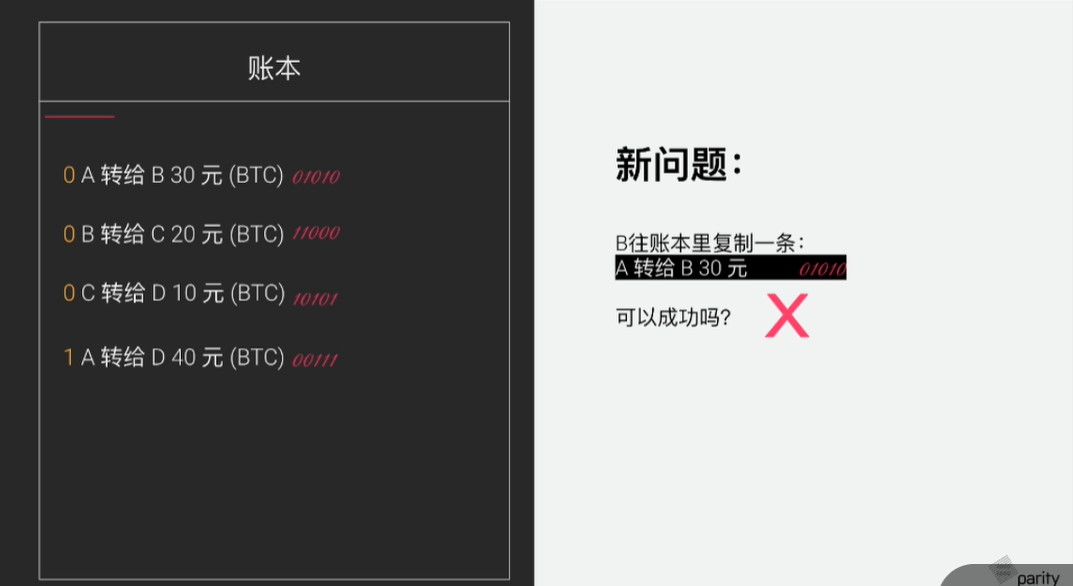 账本
0 A 转给 B 30 元 (BTC) 01010
0 B 转给 C 20 元 (BTC) 11000
0 C 转给 D 10 元 (BTC) 10101
1 A 转给 D 40 元 (BTC) 00111
新问题：
B往账本里复制一条：
A 转给 B 30 元 01010
可以成功吗? X
parity